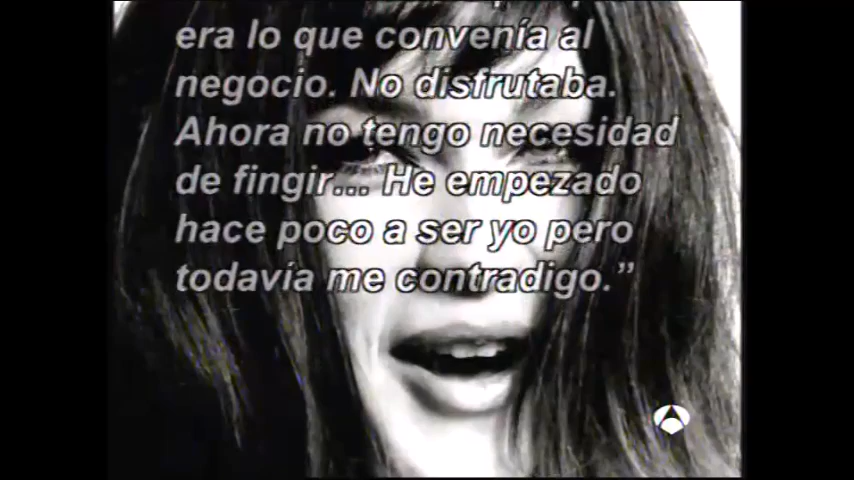 era lo que convenía al
negocio. No disfrutaba.
Ahora no tengo necesidad
de fingir... He empezado
hace poco a ser yo pero
todavía me contradigo.”